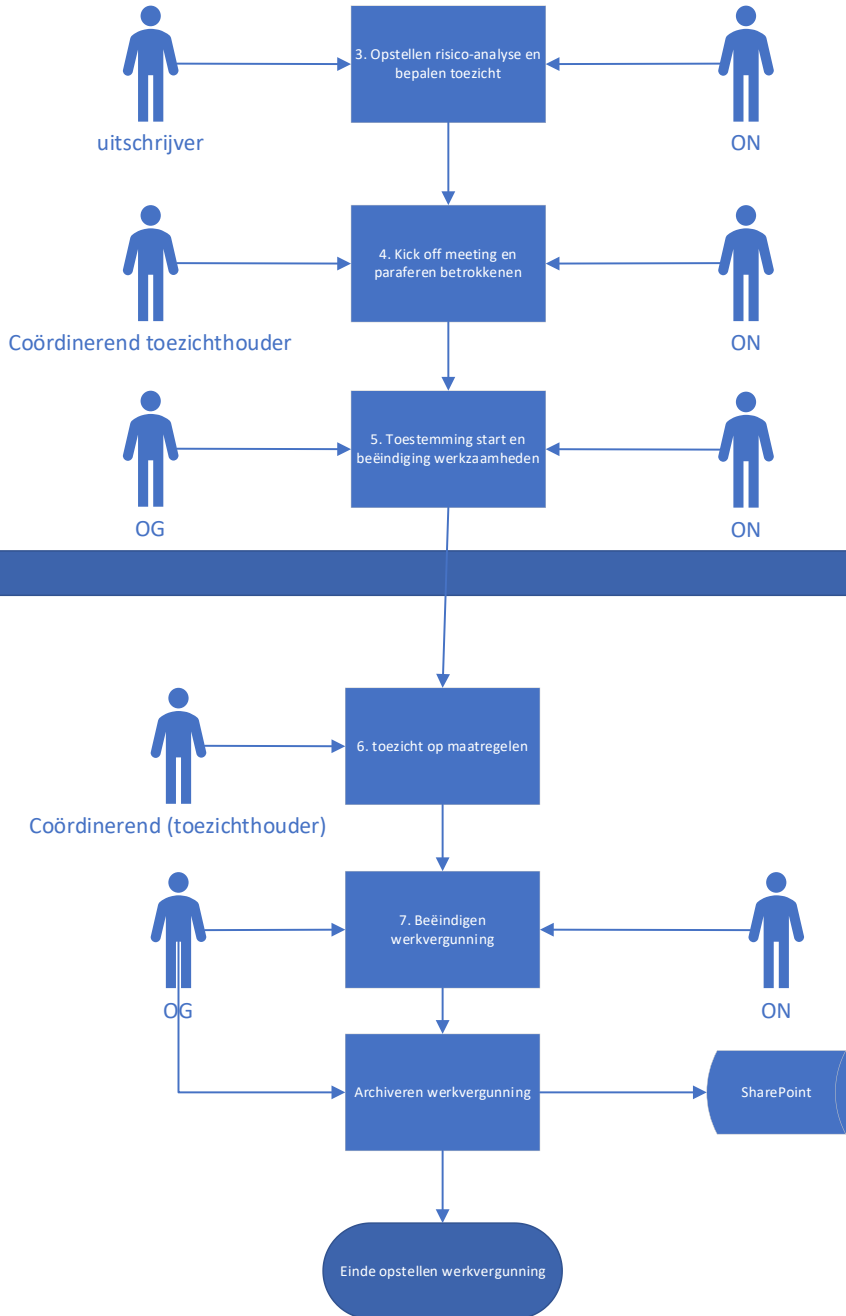 3. Opstellen risico-analyse en
bepalen toezicht
uitschrijver
ON
4. Kick off meeting en
paraferen betrokkenen
Coördinerend toezichthouder
ON
5. Toestemming start en
beëindiging werkzaamheden
OG
ON
6. toezicht op maatregelen
Coördinerend (toezichthouder)
7. Beëindigen
werkvergunning
OG
ON
Archiveren werkvergunning
SharePoint
Einde opstellen werkvergunning